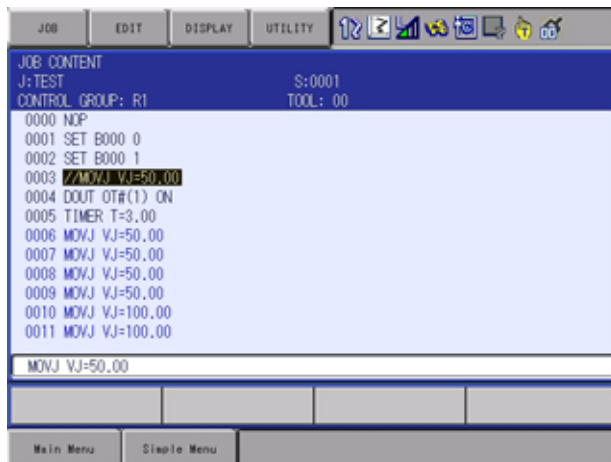 JOB EDIT DISPLAY UTILITY
JOB CONTENT
J:TEST S:0001
CONTROL GROUP: R1 TOOL: 00
0000 NOP
0001 SET B000 0
0002 SET B000 1
0003 //MOVJ VJ=50.00
0004 DOUT OT#(1) ON
0005 TIMER T=3.00
0006 MOVJ VJ=50.00
0007 MOVJ VJ=50.00
0008 MOVJ VJ=50.00
0009 MOVJ VJ=50.00
0010 MOVJ VJ=100.00
0011 MOVJ VJ=100.00
MOVJ VJ=50.00
Main Menu Simple Menu